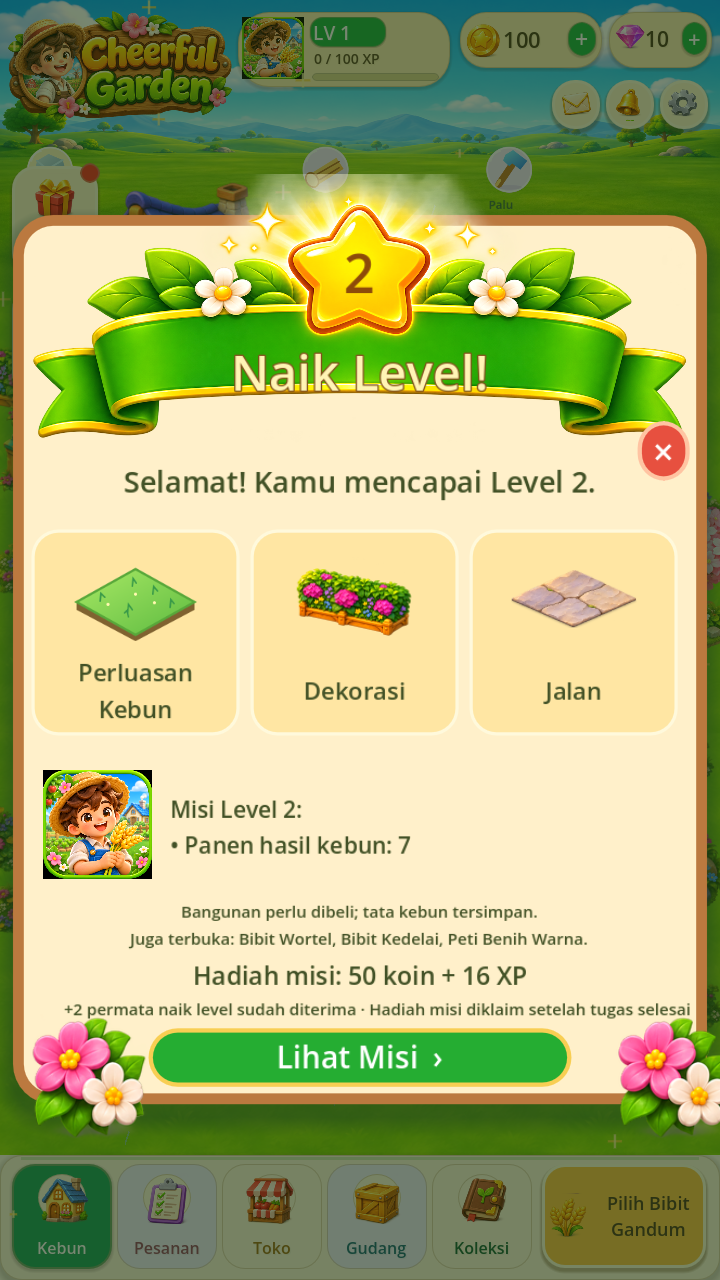 Cheerful
Garden
LV 1
0 / 100 XP
100
+
10
+
Palu
2
Naik Level!
×
Selamat! Kamu mencapai Level 2.
Perluasan
Kebun
Dekorasi
Jalan
Misi Level 2:
• Panen hasil kebun: 7
Bangunan perlu dibeli; tata kebun tersimpan.
Juga terbuka: Bibit Wortel, Bibit Kedelai, Peti Benih Warna.
Hadiah misi: 50 koin + 16 XP
+2 permata naik level sudah diterima · Hadiah misi diklaim setelah tugas selesai
Lihat Misi ›
Kebun
Pesanan
Toko
Gudang
Koleksi
Pilih Bibit
Gandum